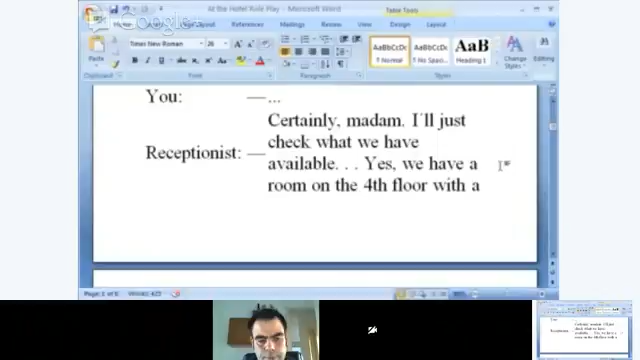 At the Hotel Role Play - Microsoft Word
Table Tools
Google
References
Mailings
Review
View
Design
Layout
Times New Roman
26
AaBbCcDc
AaBbCcDc
AaB
Paste
¶ Normal
¶ No Spaci...
Heading 1
Change
Styles
Editing
Clipboard
Font
Paragraph
Styles
You: —...
Certainly, madam. I'll just
check what we have
Receptionist: —
available. . . Yes, we have a
room on the 4th floor with a